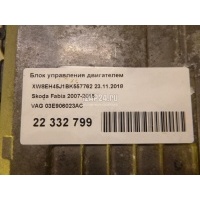 Блок управления двигателем
XW8EH45J1BK557762 23.11.2018
Skoda Fabia 2007-2015
VAG 03E906023AC
22 332 799